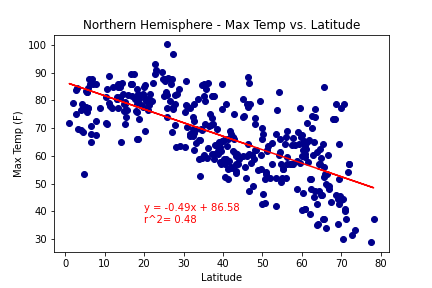 Northern Hemisphere - Max Temp vs. Latitude
100
90
80
70
60
50
40
30
Max Temp (F)
y = -0.49x + 86.58
r^2= 0.48
0 10 20 30 40 50 60 70 80
Latitude